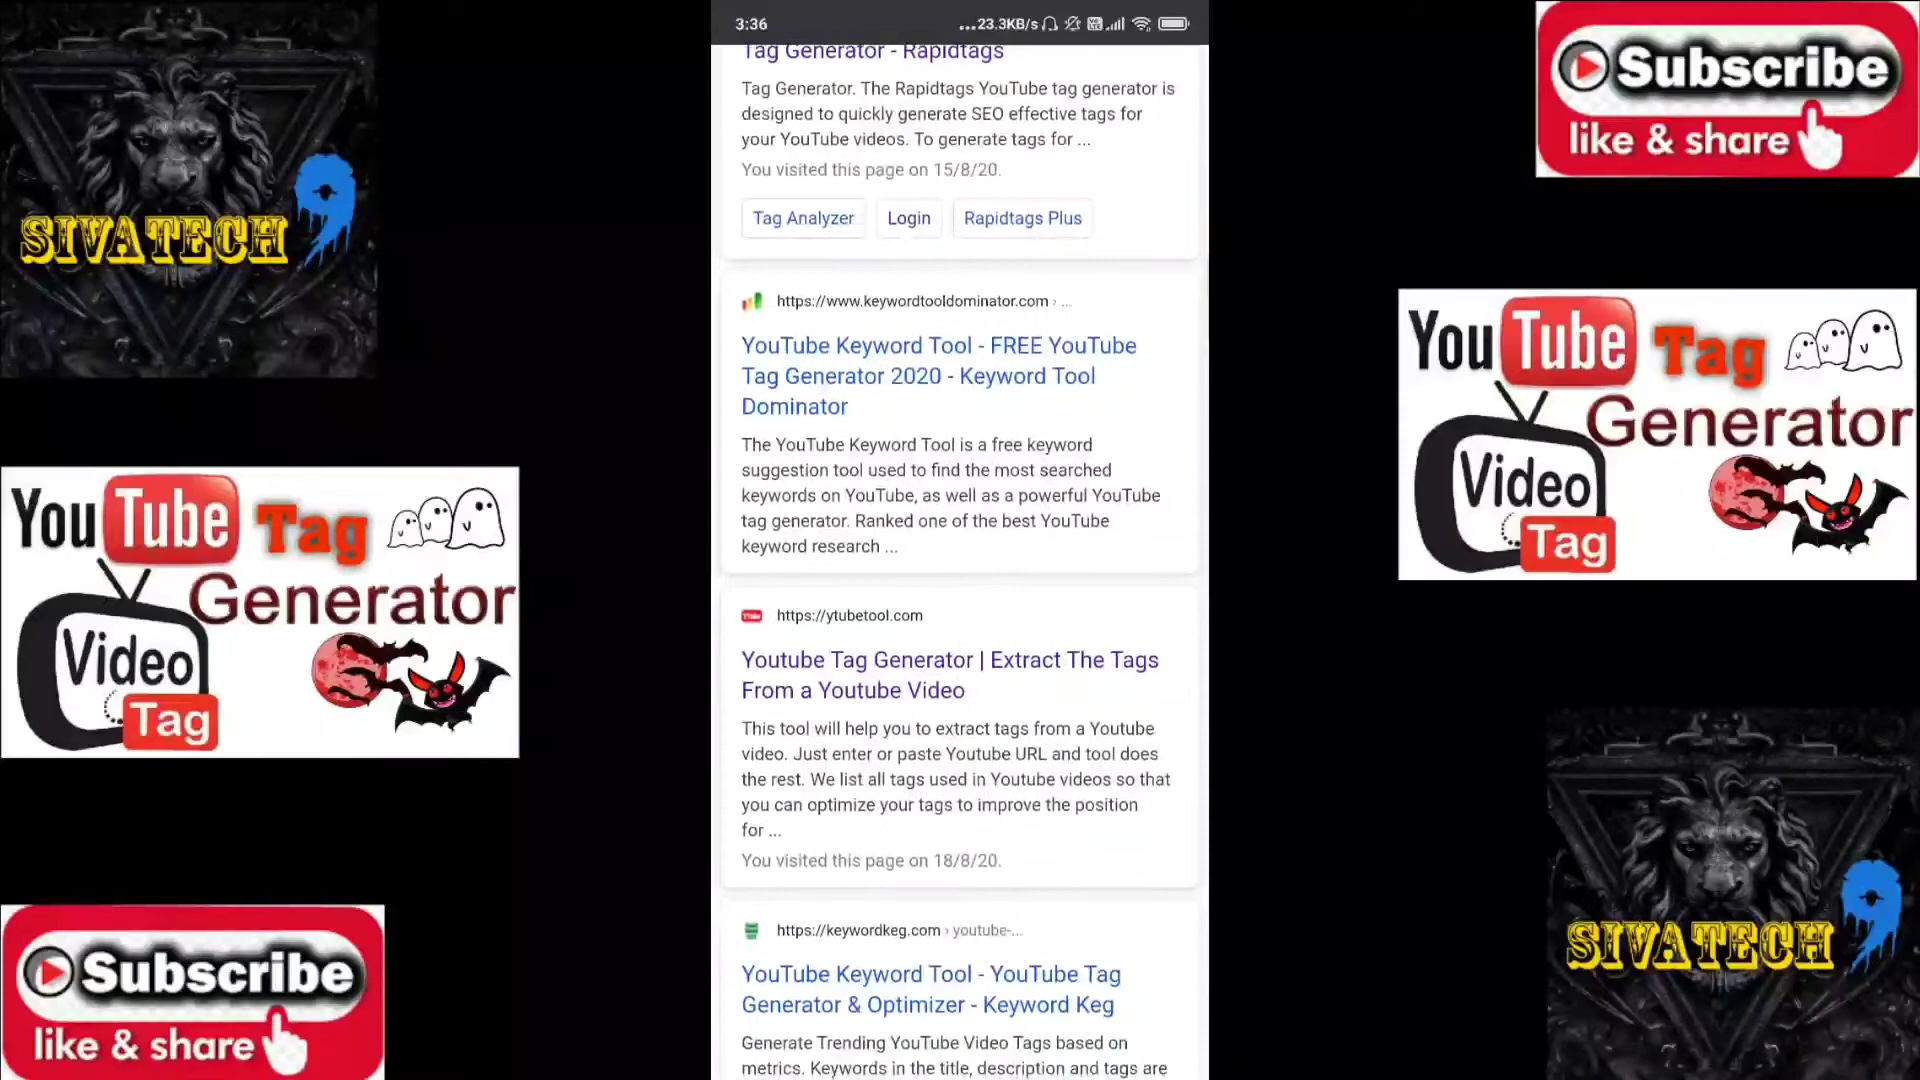 3:36
...23.3KB/s
Tag Generator - Rapidtags
Tag Generator. The Rapidtags YouTube tag generator is
designed to quickly generate SEO effective tags for
your YouTube videos. To generate tags for ...
You visited this page on 15/8/20.
Tag Analyzer
Login
Rapidtags Plus
https://www.keywordtooldominator.com › ...
YouTube Keyword Tool - FREE YouTube
Tag Generator 2020 - Keyword Tool
Dominator
The YouTube Keyword Tool is a free keyword
suggestion tool used to find the most searched
keywords on YouTube, as well as a powerful YouTube
tag generator. Ranked one of the best YouTube
keyword research ...
https://ytubetool.com
Youtube Tag Generator | Extract The Tags
From a Youtube Video
This tool will help you to extract tags from a Youtube
video. Just enter or paste Youtube URL and tool does
the rest. We list all tags used in Youtube videos so that
you can optimize your tags to improve the position
for ...
You visited this page on 18/8/20.
https://keywordkeg.com › youtube-...
YouTube Keyword Tool - YouTube Tag
Generator & Optimizer - Keyword Keg
Generate Trending YouTube Video Tags based on
metrics. Keywords in the title, description and tags are
SIVATECH 9
YouTube Tag
Generator
Video
Tag
Subscribe
like & share
Subscribe
like & share
YouTube Tag
Generator
Video
Tag
SIVATECH 9